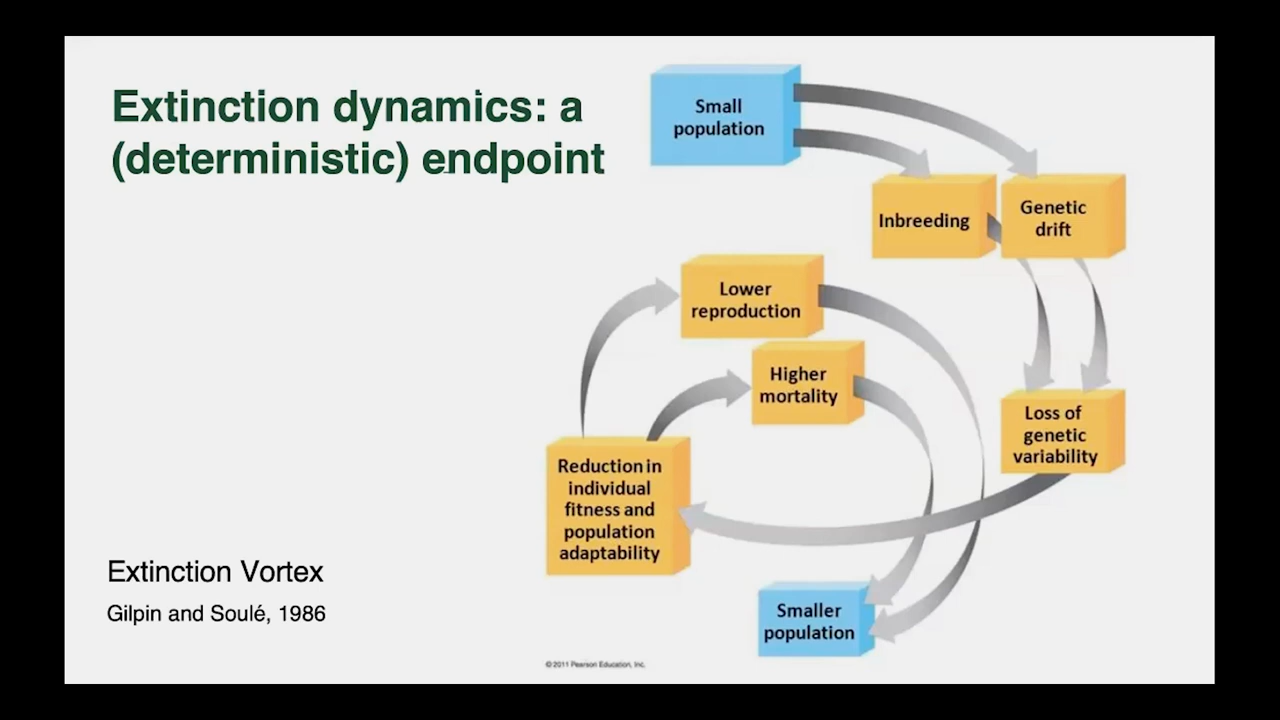 Extinction dynamics: a
(deterministic) endpoint
Small
population
Inbreeding
Genetic
drift
Lower
reproduction
Higher
mortality
Loss of
genetic
variability
Reduction in
individual
fitness and
population
adaptability
Extinction Vortex
Gilpin and Soulé, 1986
Smaller
population
© 2011 Pearson Education, Inc.